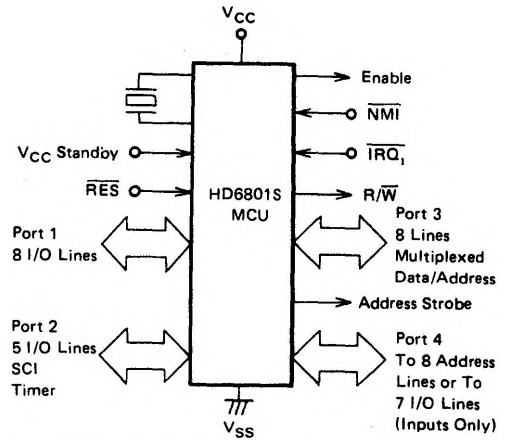 VCC
Enable
NMI
VCC Standby
IRQ1
RES
HD6801S
MCU
R/W
Port 1
8 I/O Lines
Port 3
8 Lines
Multiplexed
Data/Address
Address Strobe
Port 2
5 I/O Lines
SCI
Timer
Port 4
To 8 Address
Lines or To
7 I/O Lines
(Inputs Only)
VSS